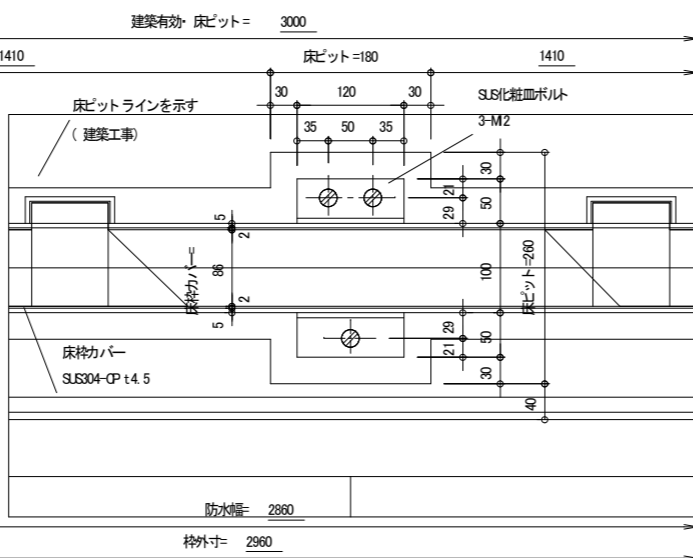 建築有効・床ピット= 3000
1410 床ピット=180 1410
30 120 30
SUS化粧皿ボルト
3-M12
床ピットラインを示す
(建築工事)
35 50 35
30
21
50
29
5
2
床枠カバー=
86
100
床ピット=260
2
5
29
50
21
30
40
床枠カバー
SUS304-CP t4.5
防水幅= 2860
枠外寸= 2960